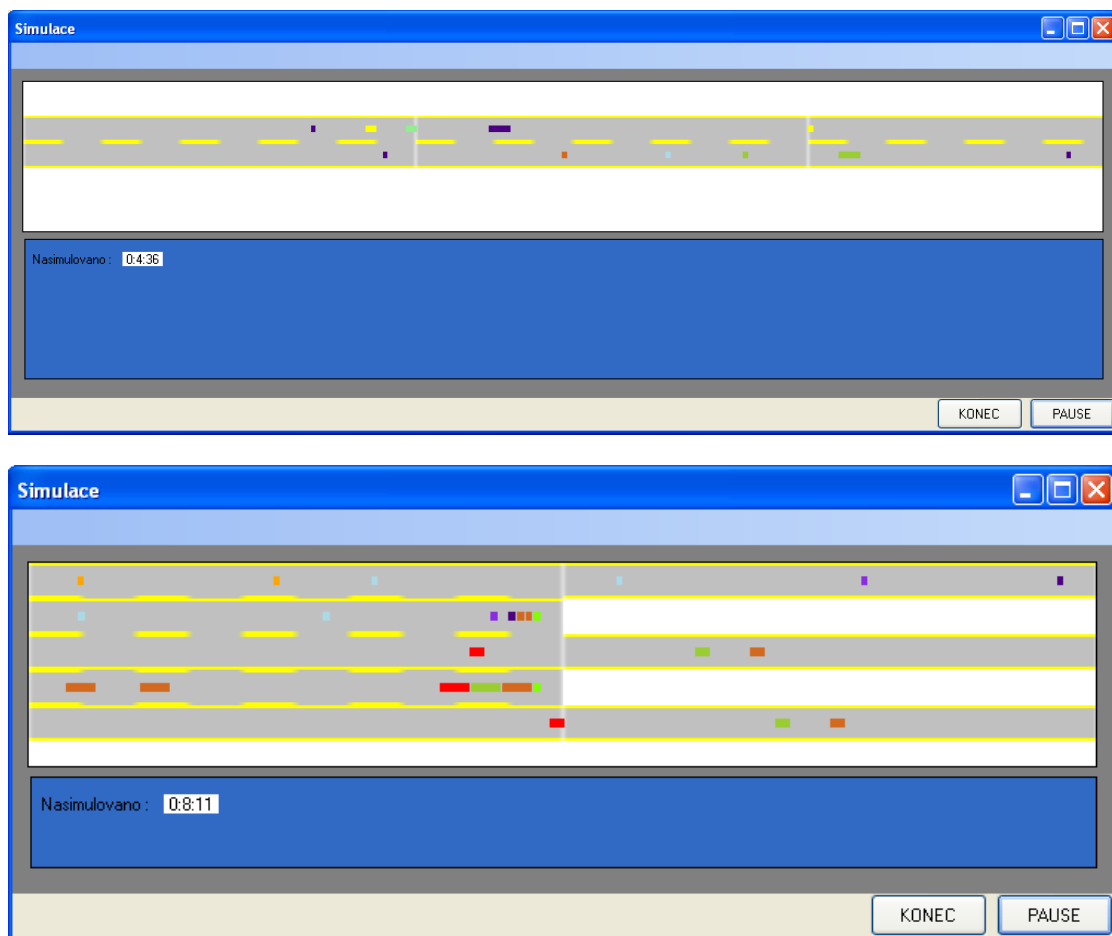 Simulace
Nasimulovano : 0:4:36
KONEC PAUSE
Simulace
Nasimulovano : 0:8:11
KONEC PAUSE